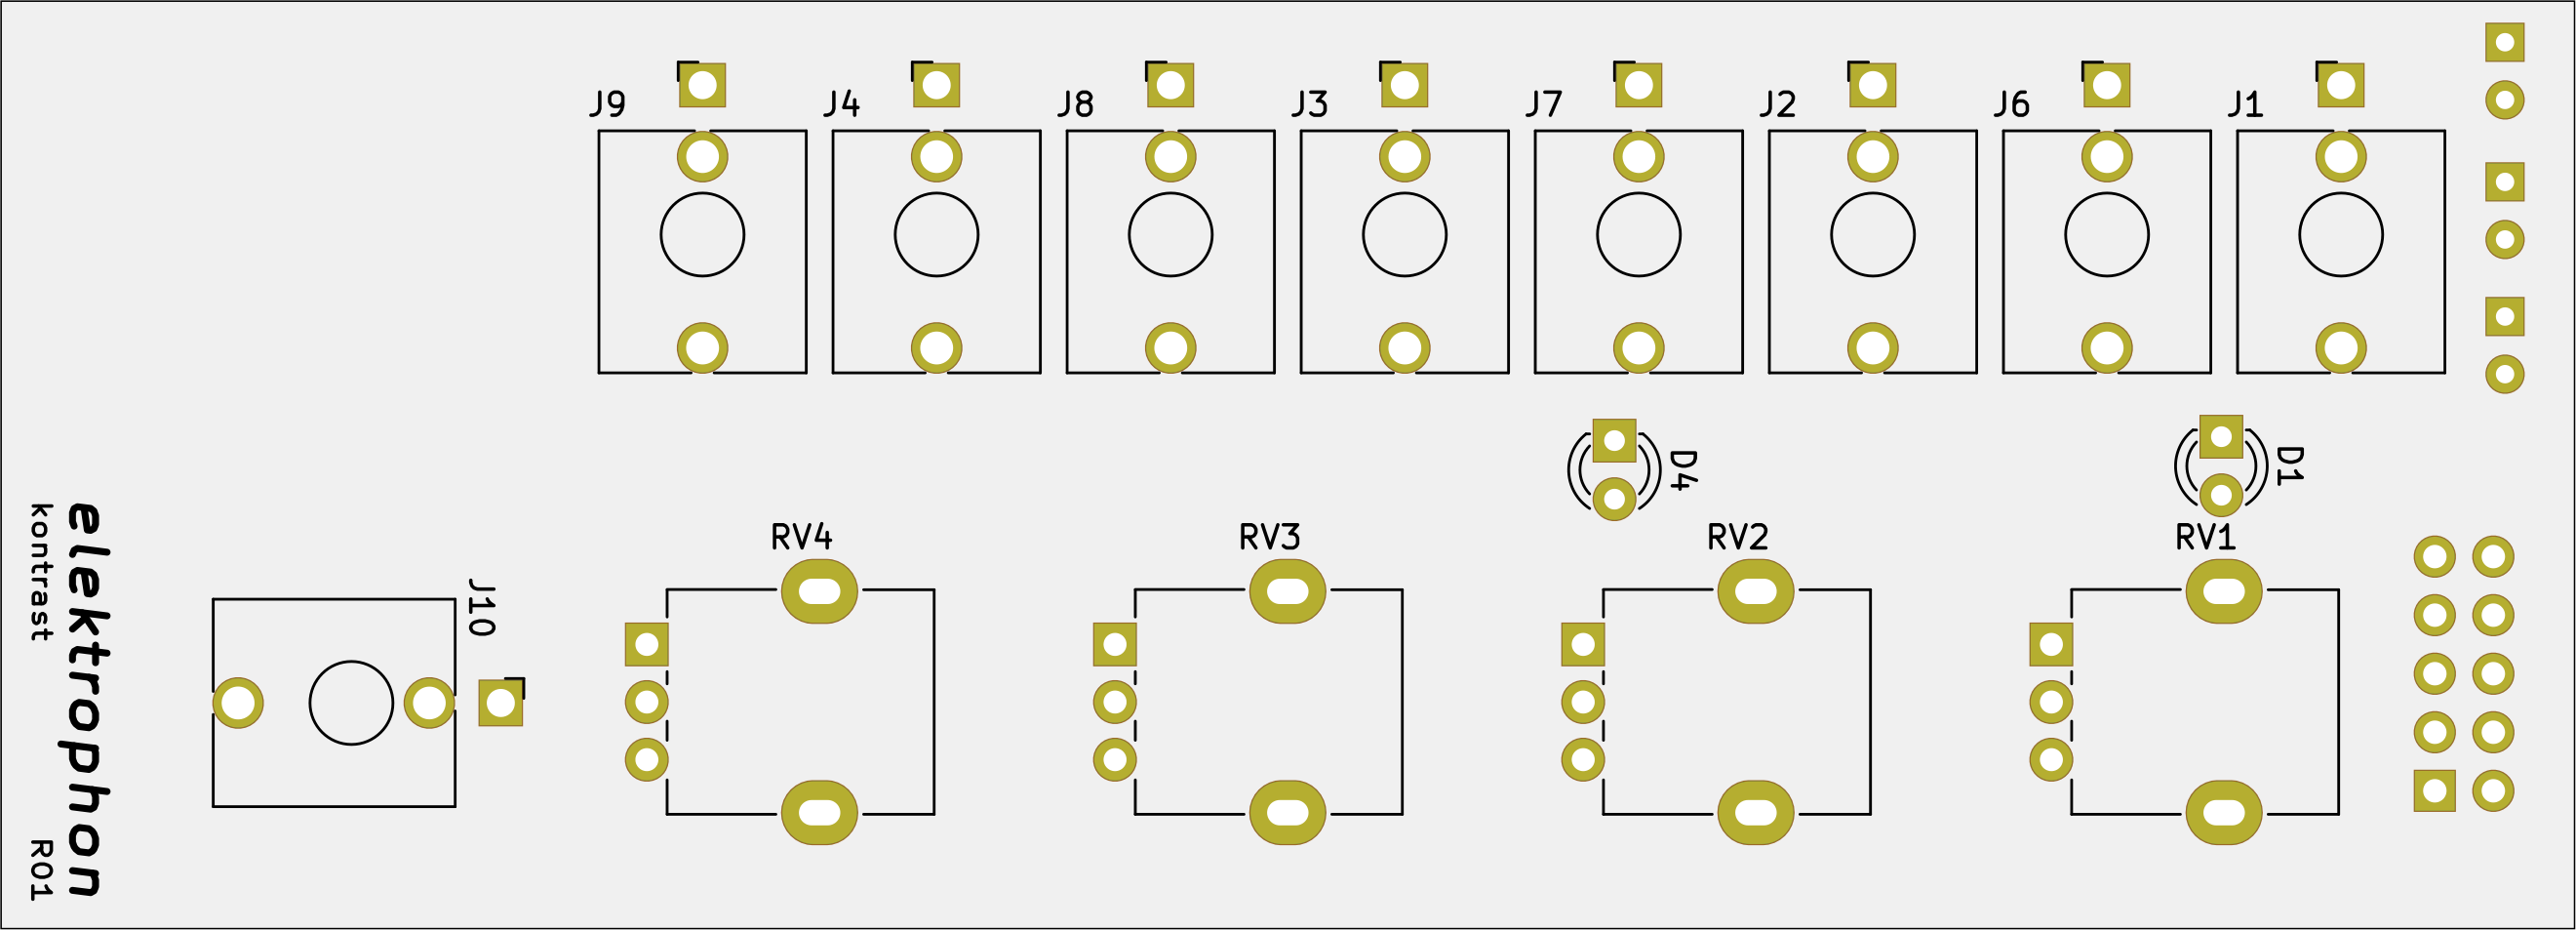 J9
J4
J8
J3
J7
J2
J6
J1
D4
D1
RV4
RV3
RV2
RV1
J10
elektrophon
kontrast
R01